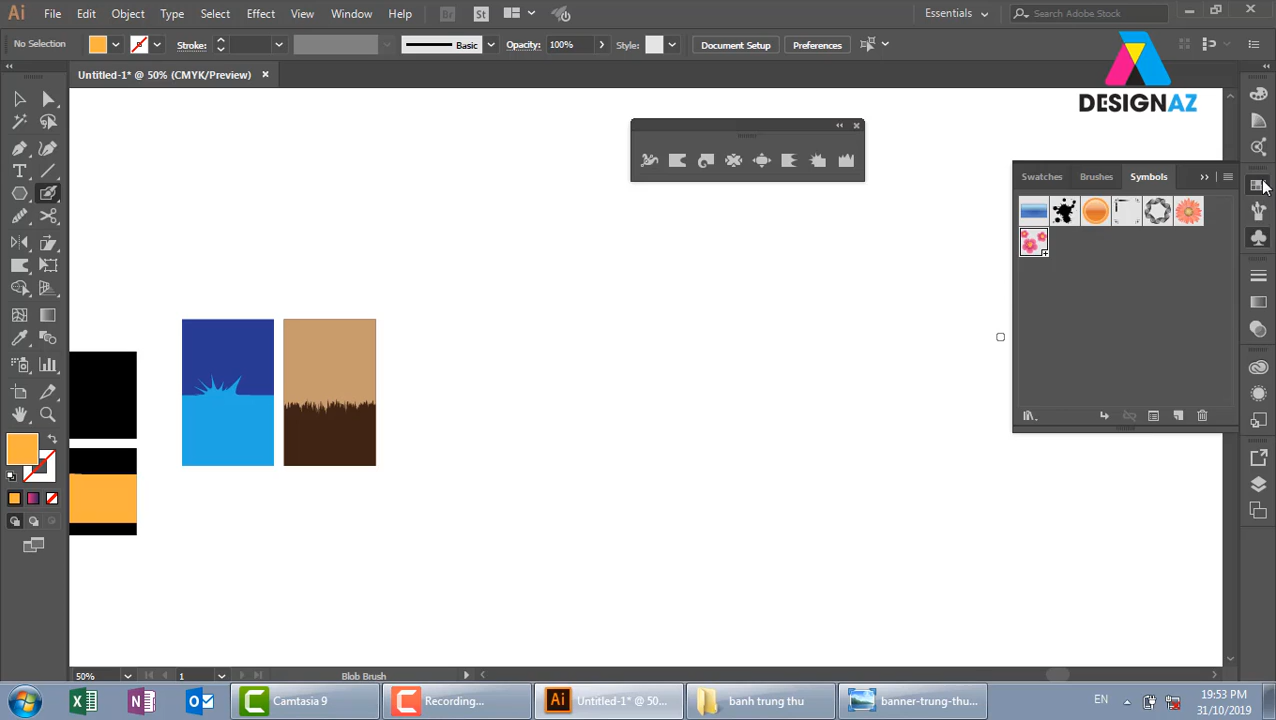 Ai File Edit Object Type Select Effect View Window Help Br St Essentials Search Adobe Stock
No Selection Stroke: Basic Opacity: 100% Style: Document Setup Preferences
Untitled-1* @ 50% (CMYK/Preview)
DESIGNAZ
Swatches Brushes Symbols
50% 1 Blob Brush
Camtasia 9 Recording... Untitled-1* @ 50... banh trung thu banner-trung-thu... EN 19:53 PM
31/10/2019